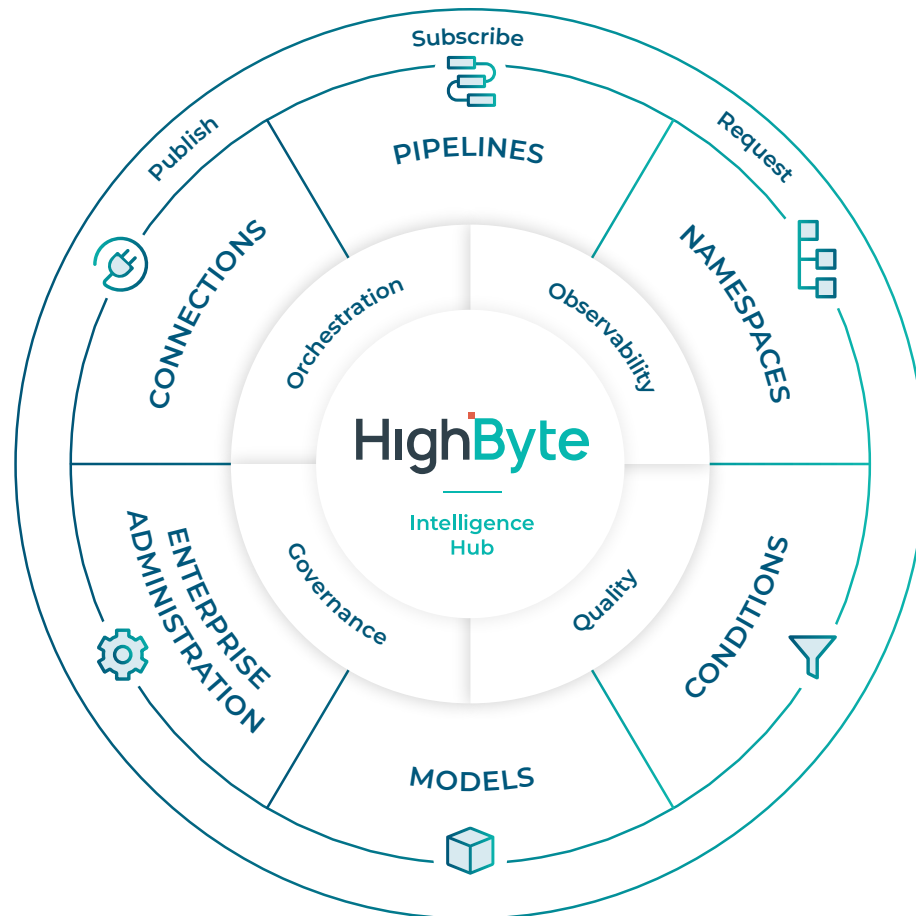 Subscribe
Publish
Request
PIPELINES
CONNECTIONS
NAMESPACES
Orchestration
Observability
HighByte
Intelligence
Hub
Governance
Quality
ENTERPRISE
ADMINISTRATION
CONDITIONS
MODELS